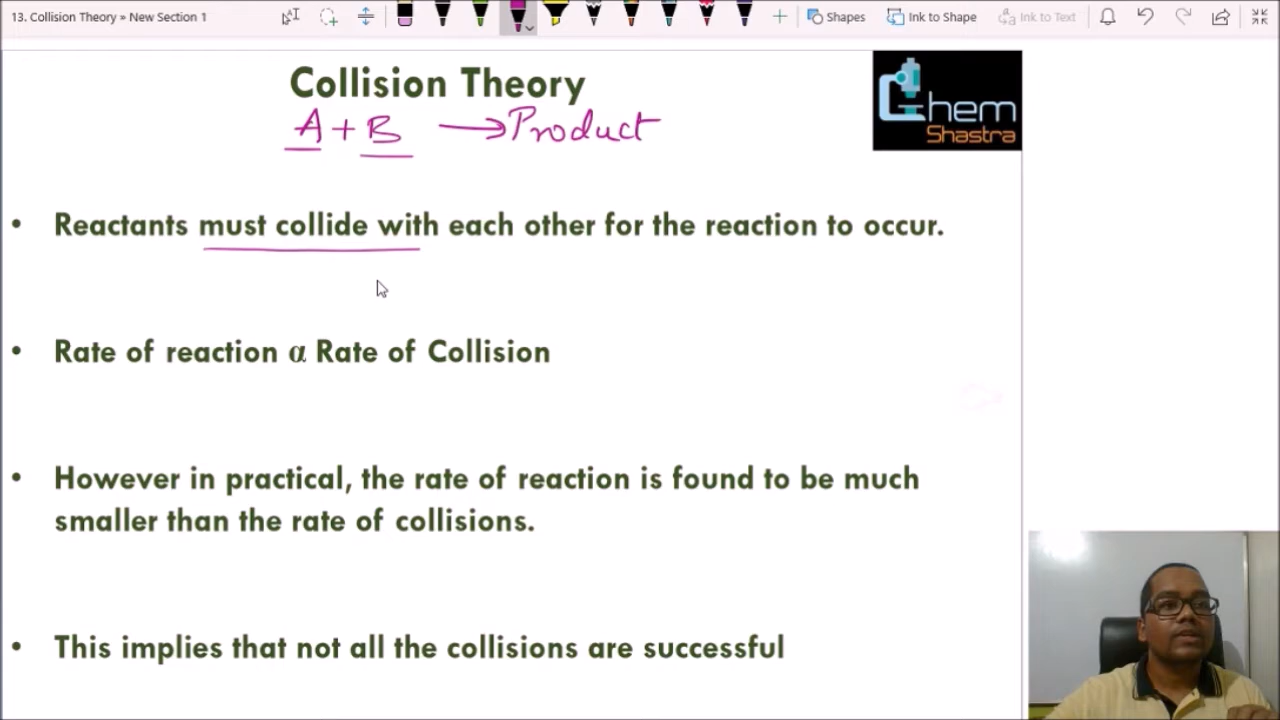 13. Collision Theory » New Section 1
Shapes
Ink to Shape
Ink to Text
Collision Theory
Chem
Shastra
A + B → Product
• Reactants must collide with each other for the reaction to occur.
• Rate of reaction α Rate of Collision
• However in practical, the rate of reaction is found to be much
smaller than the rate of collisions.
• This implies that not all the collisions are successful